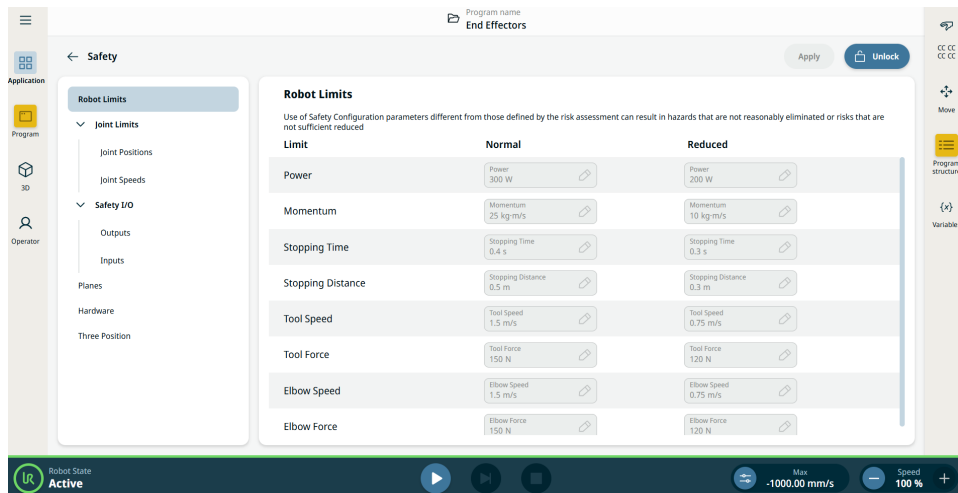 Program name
End Effectors
Safety
Apply
Unlock
Application
Program
3D
Operator
Robot Limits
Joint Limits
Joint Positions
Joint Speeds
Safety I/O
Outputs
Inputs
Planes
Hardware
Three Position
Robot Limits
Use of Safety Configuration parameters different from those defined by the risk assessment can result in hazards that are not reasonably eliminated or risks that are
not sufficient reduced
Limit Normal Reduced
Power
Power
300 W
Power
200 W
Momentum
Momentum
25 kg·m/s
Momentum
10 kg·m/s
Stopping Time
Stopping Time
0.4 s
Stopping Time
0.3 s
Stopping Distance
Stopping Distance
0.5 m
Stopping Distance
0.3 m
Tool Speed
Tool Speed
1.5 m/s
Tool Speed
0.75 m/s
Tool Force
Tool Force
150 N
Tool Force
120 N
Elbow Speed
Elbow Speed
1.5 m/s
Elbow Speed
0.75 m/s
Elbow Force
Elbow Force
150 N
Elbow Force
120 N
CC CC
CC CC
Move
Program
structure
{x}
Variable
UR
Robot State
Active
Max
-1000.00 mm/s
Speed
100 %